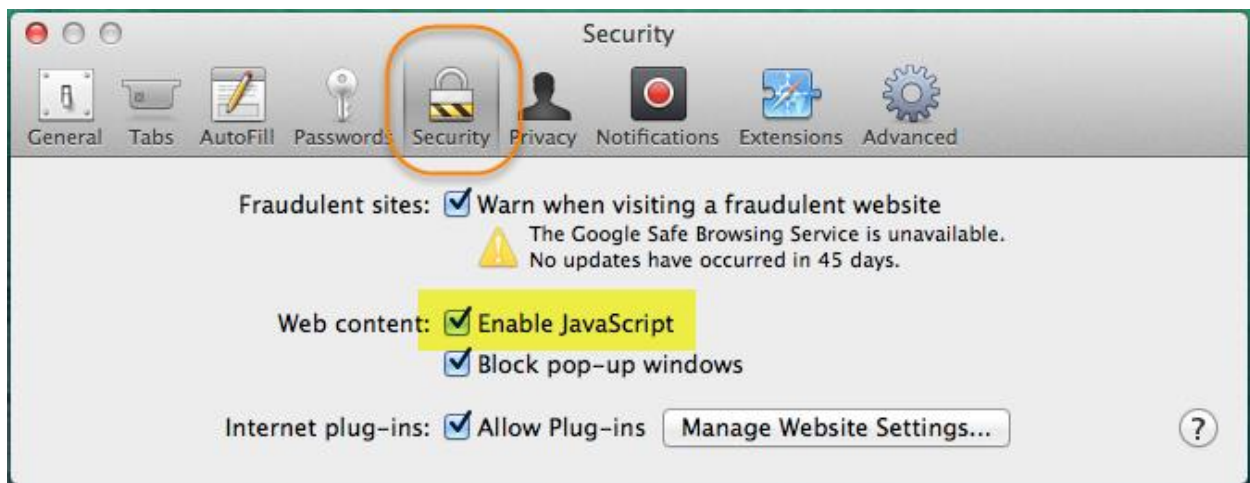 Security
General Tabs AutoFill Passwords Security Privacy Notifications Extensions Advanced
Fraudulent sites: Warn when visiting a fraudulent website
The Google Safe Browsing Service is unavailable.
No updates have occurred in 45 days.
Web content: Enable JavaScript
Block pop-up windows
Internet plug-ins: Allow Plug-ins Manage Website Settings... ?